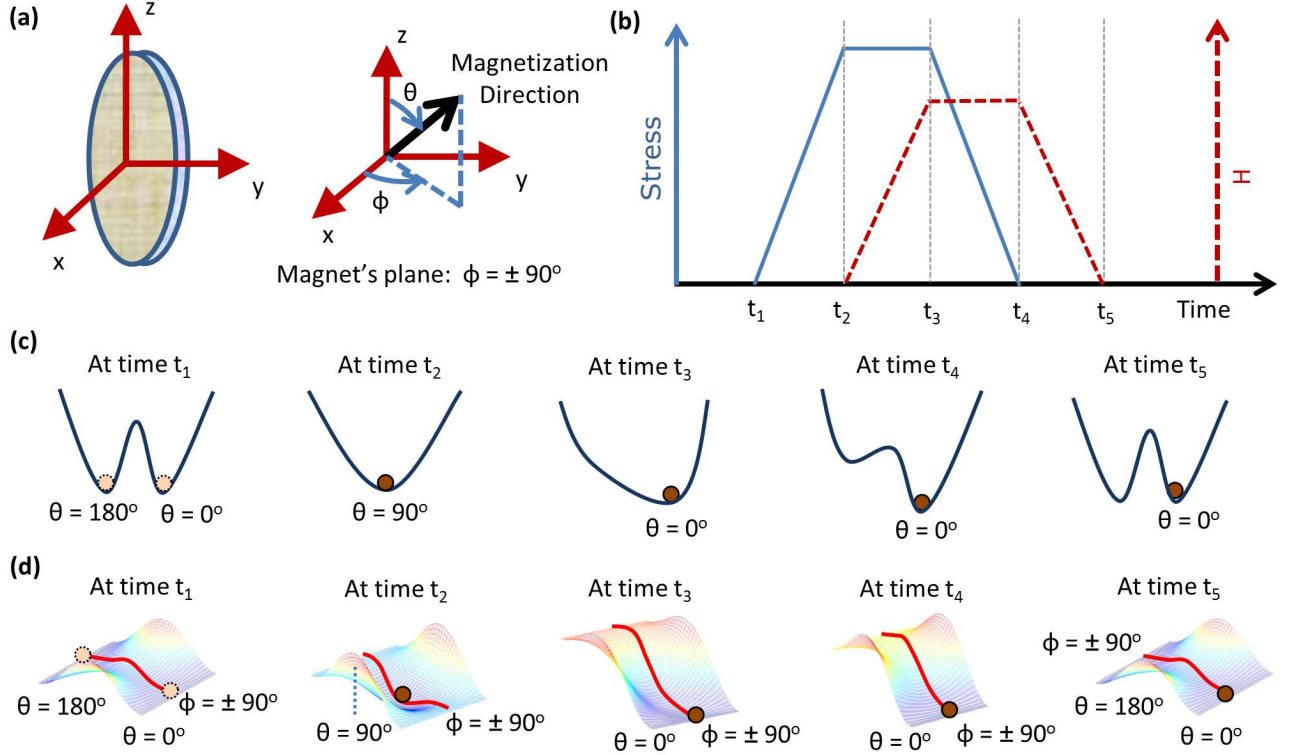 (a)
z
y
x
z
Magnetization
Direction
θ
y
ϕ
x
Magnet's plane: ϕ = ± 90°
(b)
Stress
H
t1
t2
t3
t4
t5
Time
(c)
At time t1
At time t2
At time t3
At time t4
At time t5
θ = 180°
θ = 0°
θ = 90°
θ = 0°
θ = 0°
θ = 0°
(d)
At time t1
At time t2
At time t3
At time t4
At time t5
θ = 180°
ϕ = ± 90°
θ = 0°
θ = 90°
ϕ = ± 90°
θ = 0°
ϕ = ± 90°
θ = 0°
ϕ = ± 90°
ϕ = ± 90°
θ = 180°
θ = 0°